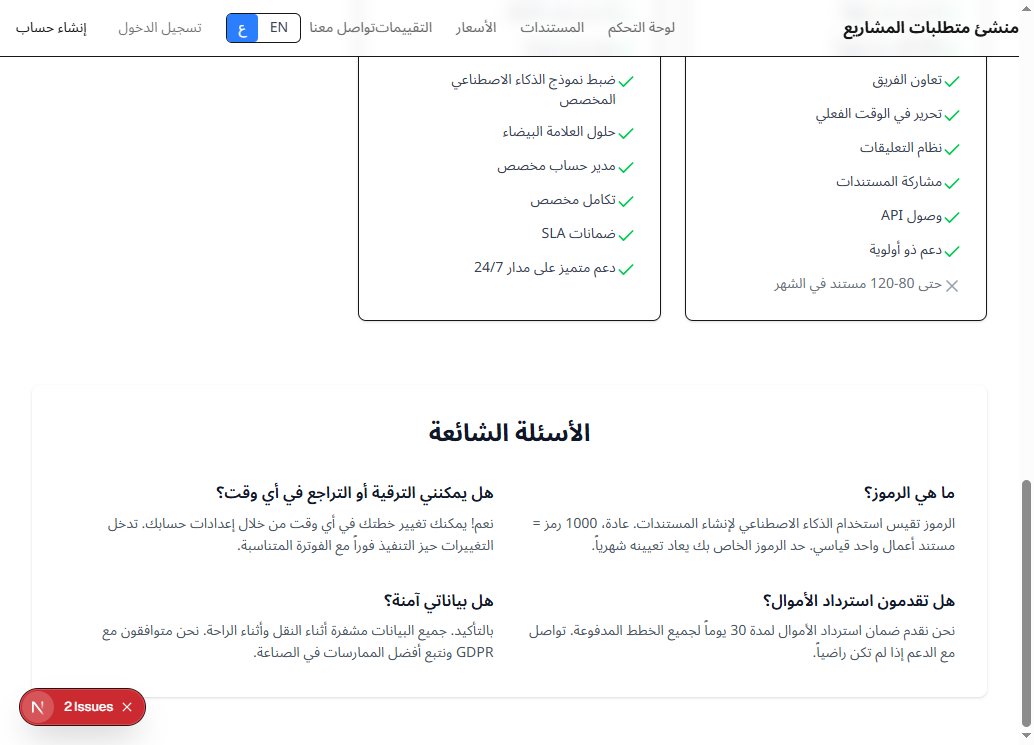 منشئ متطلبات المشاريع
لوحة التحكم
المستندات
الأسعار
التقييمات
تواصل معنا
EN
ع
تسجيل الدخول
إنشاء حساب
تعاون الفريق
تحرير في الوقت الفعلي
نظام التعليقات
مشاركة المستندات
وصول API
دعم ذو أولوية
حتى 80-120 مستند في الشهر
ضبط نموذج الذكاء الاصطناعي
المخصص
حلول العلامة البيضاء
مدير حساب مخصص
تكامل مخصص
ضمانات SLA
دعم متميز على مدار 24/7
الأسئلة الشائعة
ما هي الرموز؟
الرموز تقيس استخدام الذكاء الاصطناعي لإنشاء المستندات. عادة، 1000 رمز =
مستند أعمال واحد قياسي. حد الرموز الخاص بك يعاد تعيينه شهرياً.
هل يمكنني الترقية أو التراجع في أي وقت؟
نعم! يمكنك تغيير خطتك في أي وقت من خلال إعدادات حسابك. تدخل
التغييرات حيز التنفيذ فوراً مع الفوترة المتناسبة.
هل تقدمون استرداد الأموال؟
نحن نقدم ضمان استرداد الأموال لمدة 30 يوماً لجميع الخطط المدفوعة. تواصل
مع الدعم إذا لم تكن راضياً.
هل بياناتي آمنة؟
بالتأكيد. جميع البيانات مشفرة أثناء النقل وأثناء الراحة. نحن متوافقون مع
GDPR ونتبع أفضل الممارسات في الصناعة.
N 2 Issues